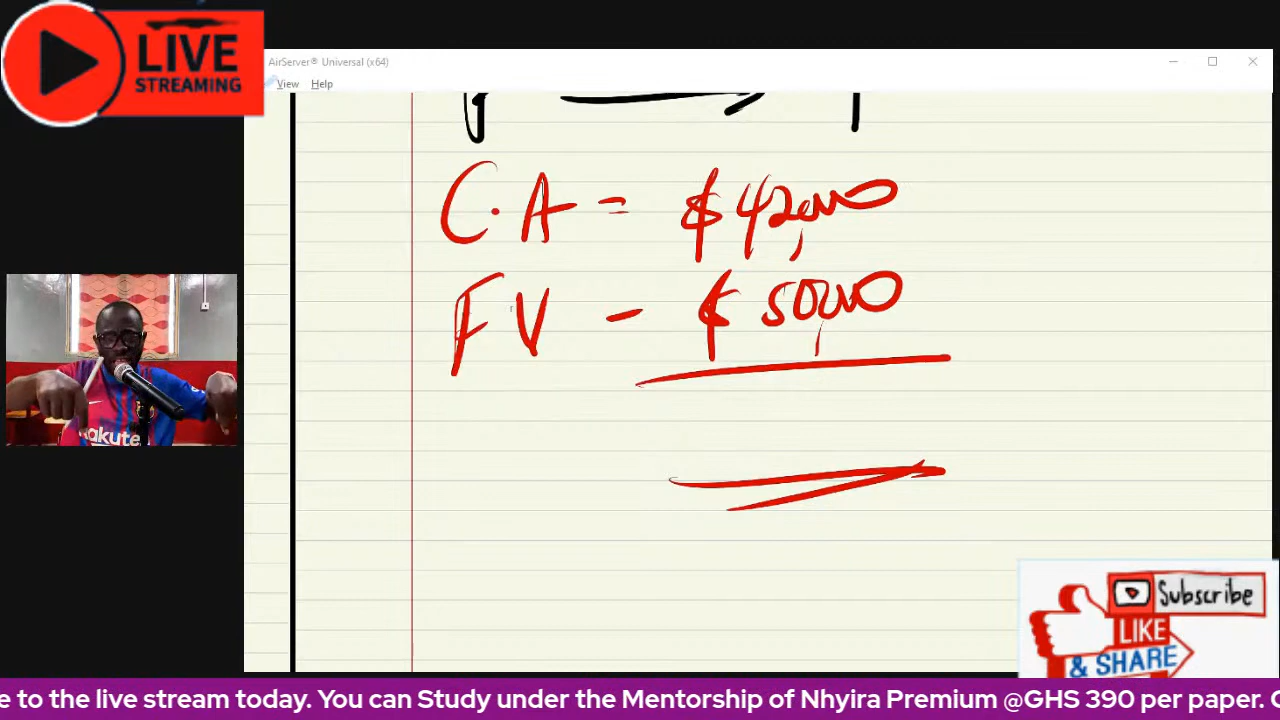 LIVE
STREAMING
AirServer® Universal (x64)
View Help
C.A = $42,000
FV - $50,000
Rakute
Subscribe
LIKE
& SHARE
e to the live stream today. You can Study under the Mentorship of Nhyira Premium @GHS 390 per paper. C